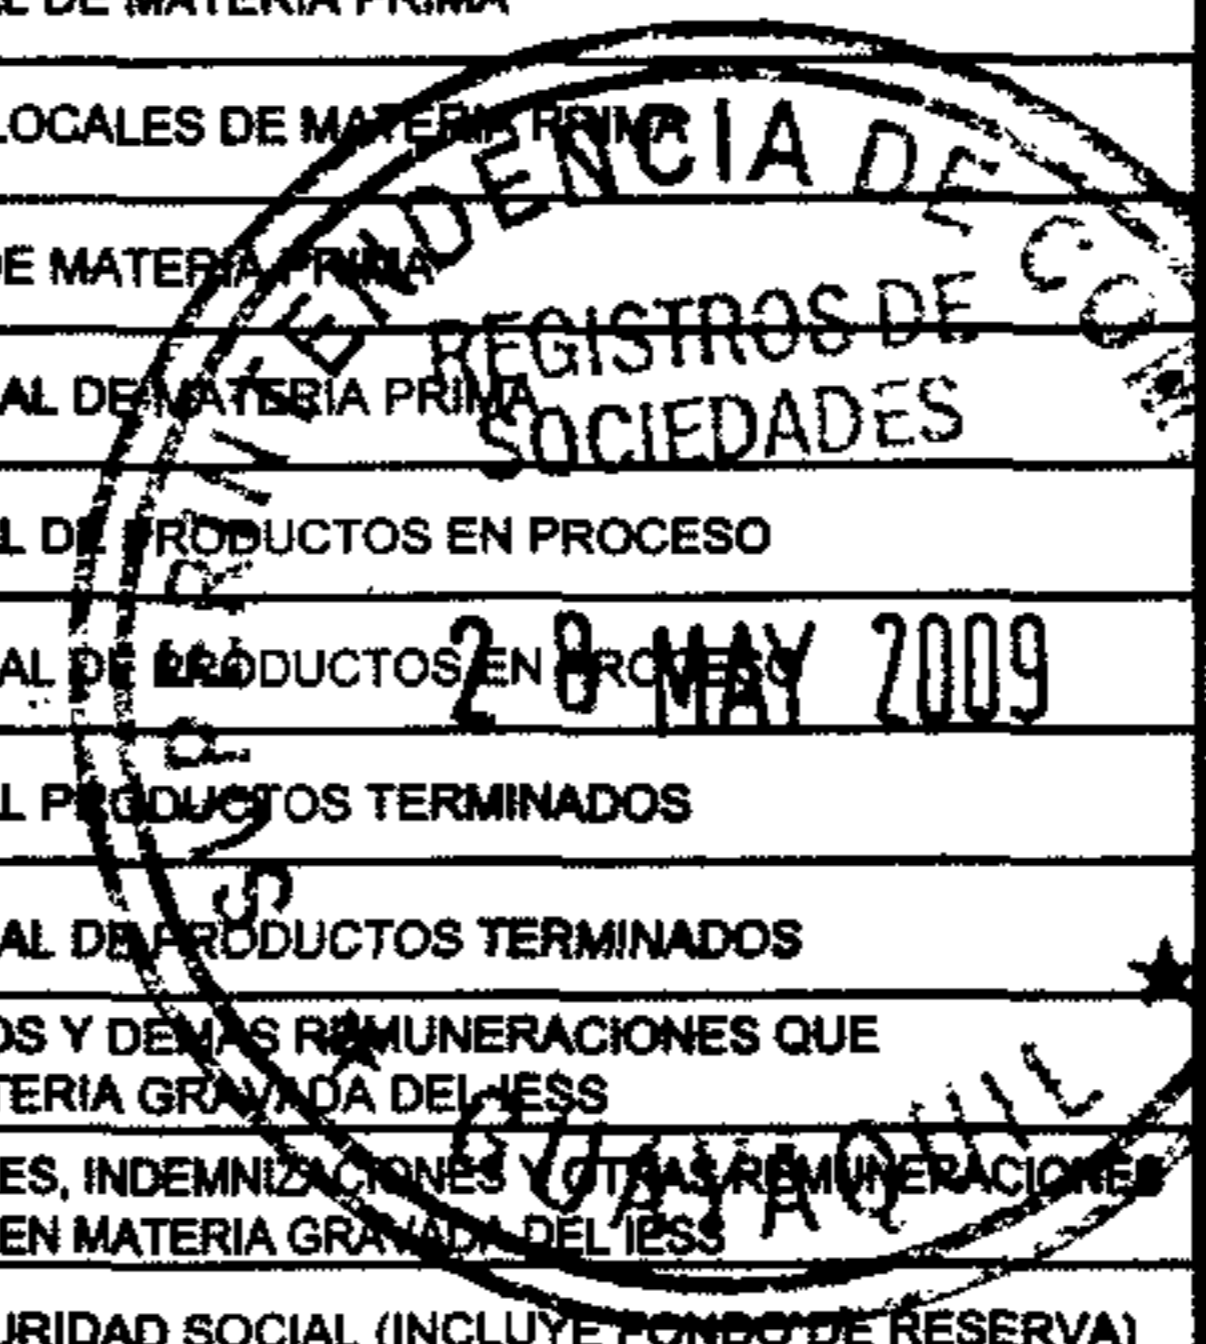 L DE MATERIA PRIMA
LOCALES DE MATERIA PRIMA
DE MATERIA PRIMA
AL DE MATERIA PRIMA
L DE PRODUCTOS EN PROCESO
AL DE PRODUCTOS EN PROCESO
L PRODUCTOS TERMINADOS
AL DE PRODUCTOS TERMINADOS
OS Y DEMAS REMUNERACIONES QUE
TERIA GRAVADA DEL IESS
ES, INDEMNIZACIONES Y OTRAS REMUNERACIONES
EN MATERIA GRAVADA DEL IESS
URIDAD SOCIAL (INCLUYE FONDO DE RESERVA)
SUPERINTENDENCIA DE COM
REGISTROS DE
SOCIEDADES
28 MAY 2009
GUAYAQUIL